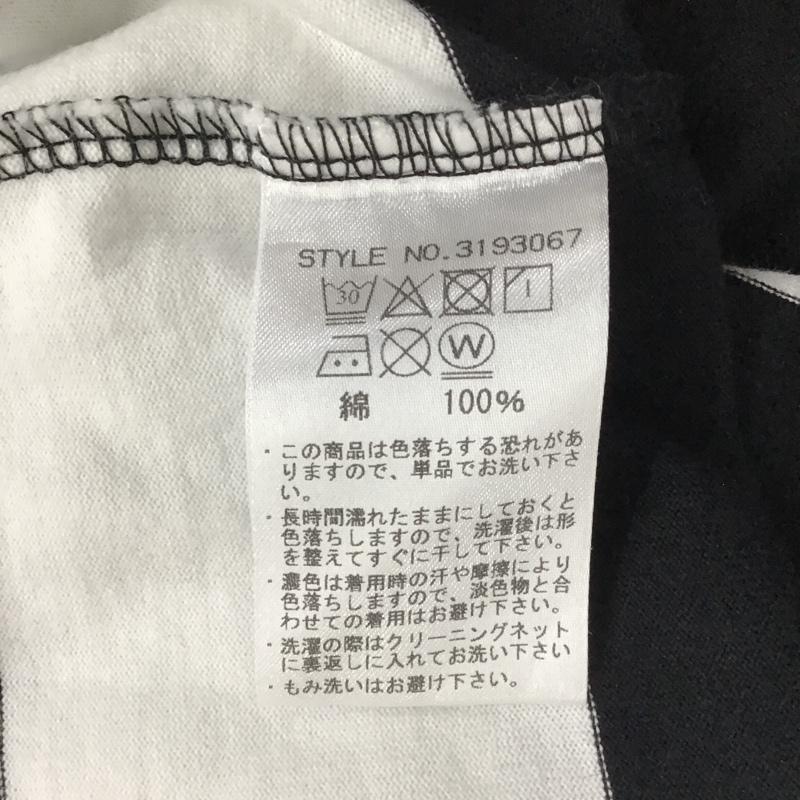 STYLE NO.3193067
30
W
綿 100%
・この商品は色落ちする恐れがあ
りますので、単品でお洗い下さ
い。
・長時間濡れたままにしておくと
色落ちしますので、洗濯後は形
を整えてすぐに干して下さい。
・濃色は着用時の汗や摩擦により
色落ちしますので、淡色物と合
わせての着用はお避け下さい。
・洗濯の際はクリーニングネット
に裏返しに入れてお洗い下さい
・もみ洗いはお避け下さい。